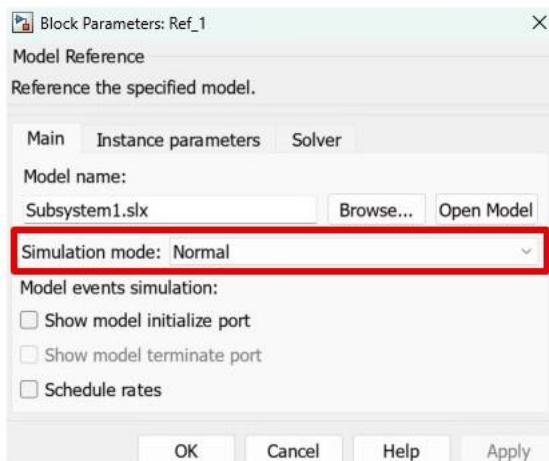 Block Parameters: Ref_1
Model Reference
Reference the specified model.
Main Instance parameters Solver
Model name:
Subsystem1.slx Browse... Open Model
Simulation mode: Normal
Model events simulation:
Show model initialize port
Show model terminate port
Schedule rates
OK Cancel Help Apply